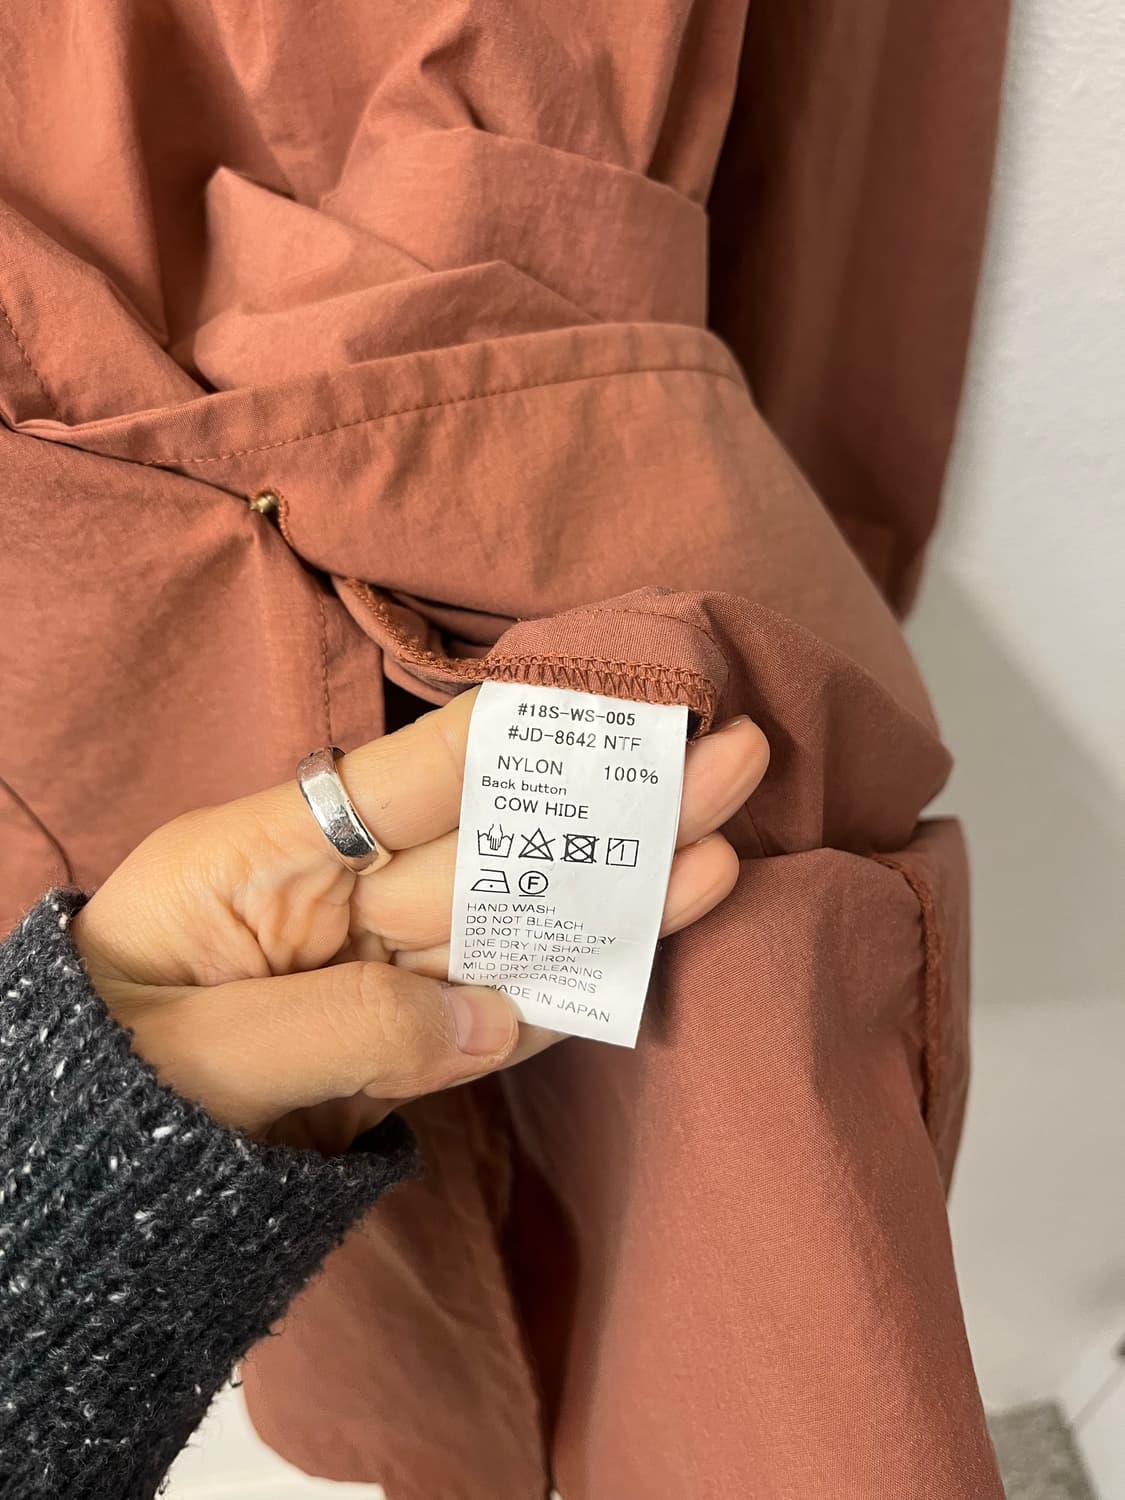 #18S-WS-005
#JD-8642 NTF
NYLON 100%
Back button
COW HIDE
F
HAND WASH
DO NOT BLEACH
DO NOT TUMBLE DRY
LINE DRY IN SHADE
LOW HEAT IRON
MILD DRY CLEANING
IN HYDROCARBONS
MADE IN JAPAN